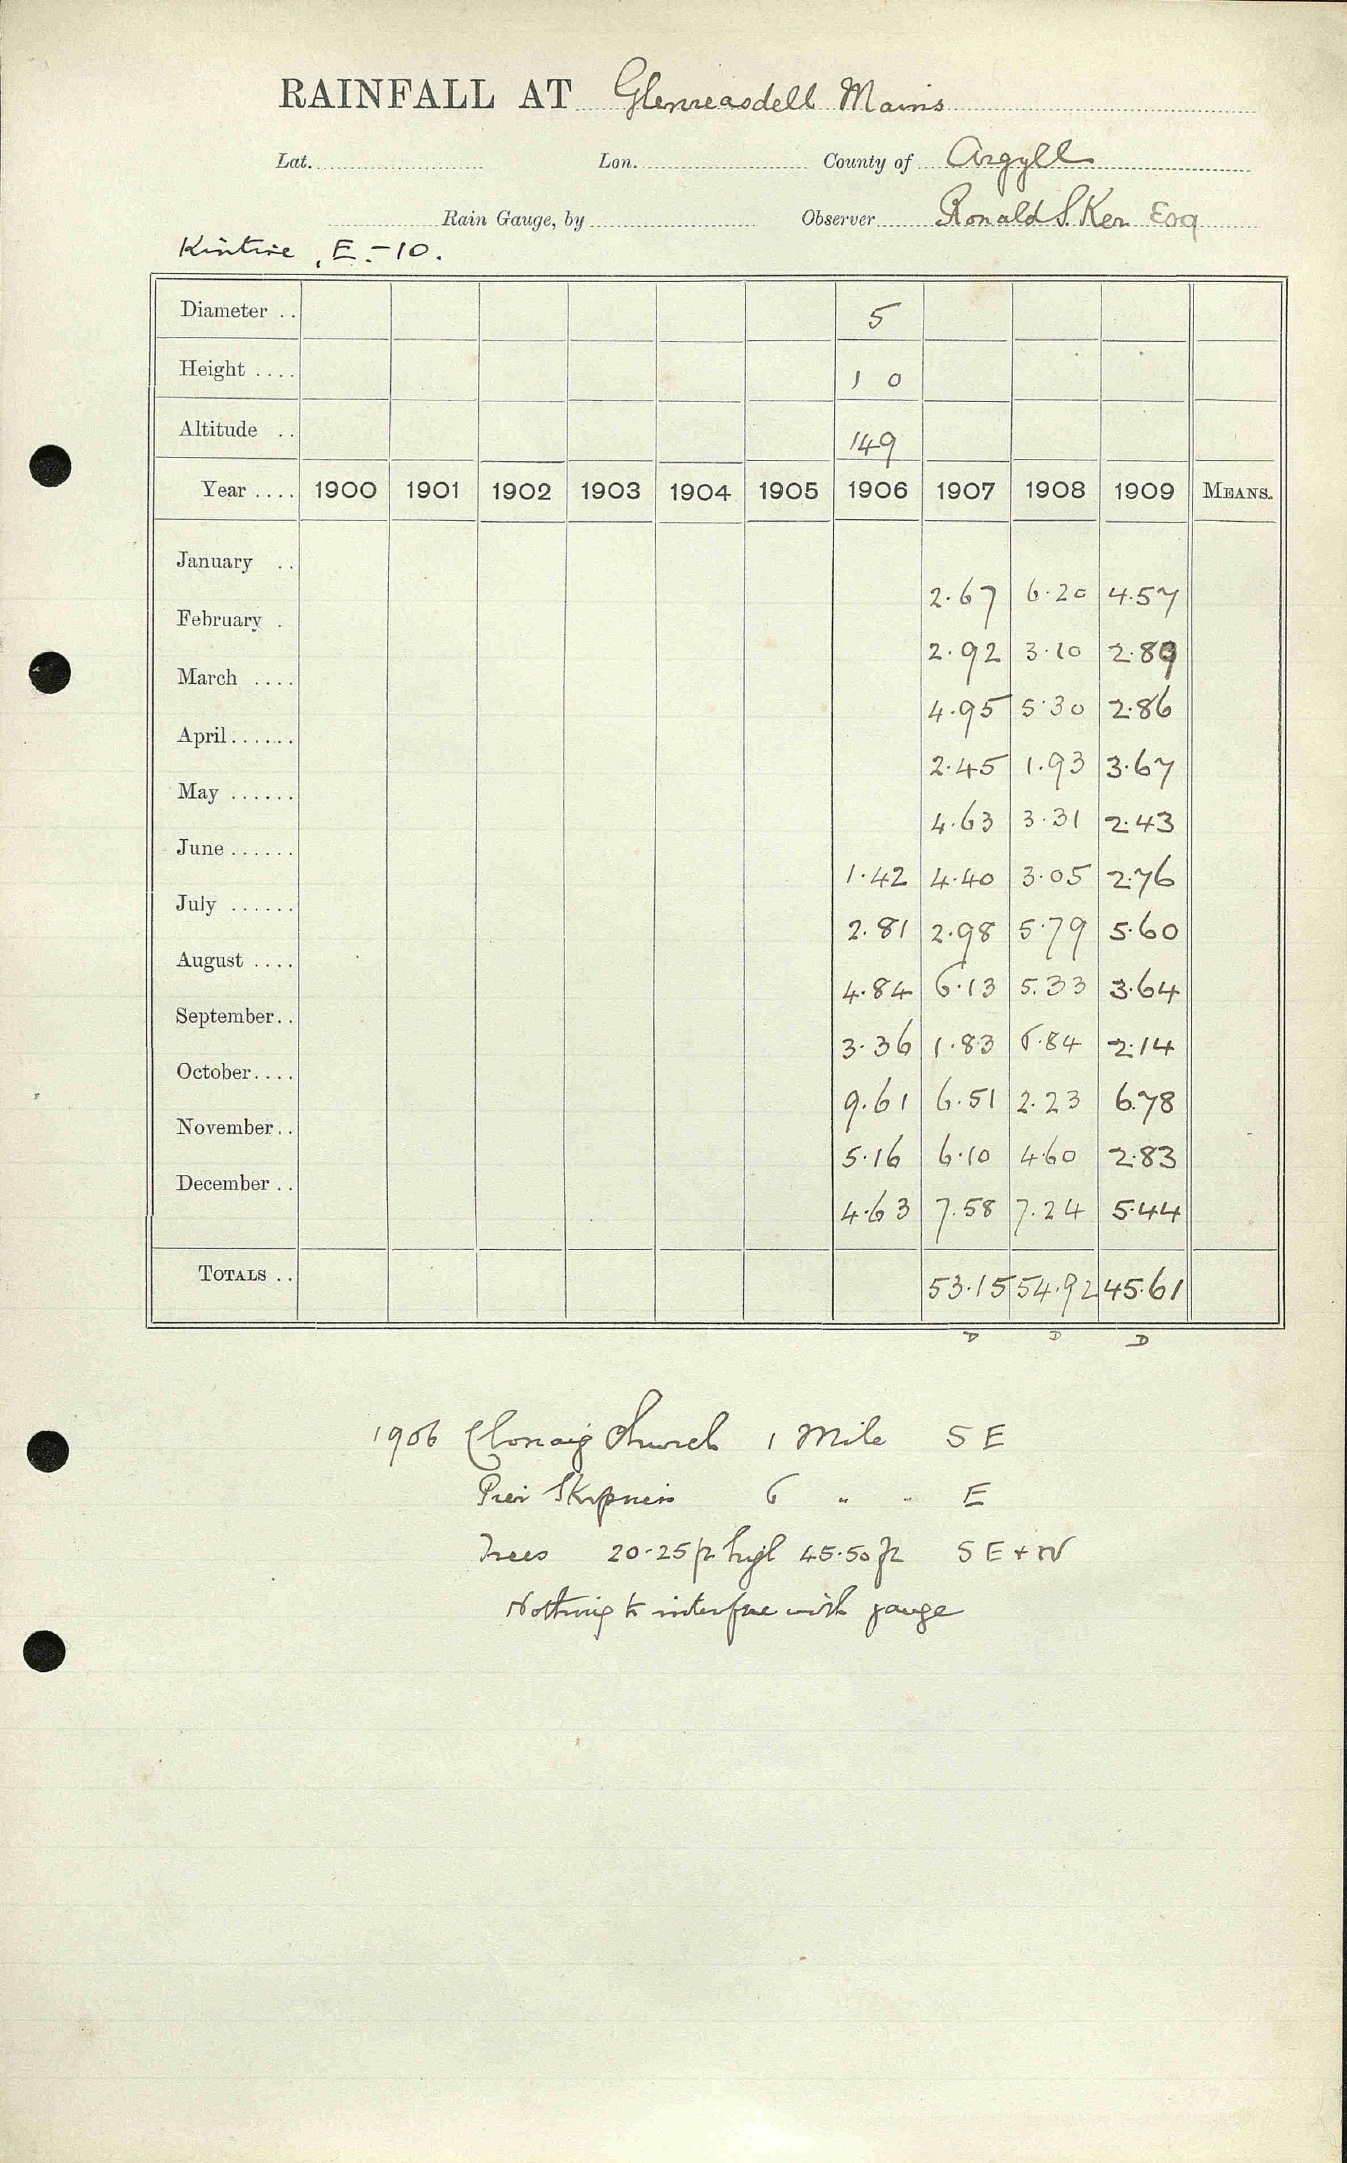 RAINFALL AT Glenreasdell Mains
Lat. Lon. County of Argyll
Rain Gauge, by Observer Ronald S. Ker Esq
Kintire, E.-10.
Diameter .. 5
Height .... 1 0
Altitude .. 149
Year .... 1900 1901 1902 1903 1904 1905 1906 1907 1908 1909 MEANS.
January .. 2.67 6.20 4.57
February . 2.92 3.10 2.89
March .... 4.95 5.30 2.86
April...... 2.45 1.93 3.67
May ...... 4.63 3.31 2.43
June ...... 1.42 4.40 3.05 2.76
July ...... 2.81 2.98 5.79 5.60
August .... 4.84 6.13 5.33 3.64
September.. 3.36 1.83 6.84 2.14
October.... 9.61 6.51 2.23 6.78
November.. 5.16 6.10 4.60 2.83
December .. 4.63 7.58 7.24 5.44
TOTALS .. 53.15 54.92 45.61
D D D
1906 Clonaig Church 1 Mile S E
Pier Skipness 6 " " E
Trees 20-25 ft high 45-50 ft S E + N
Nothing to interfere with gauge